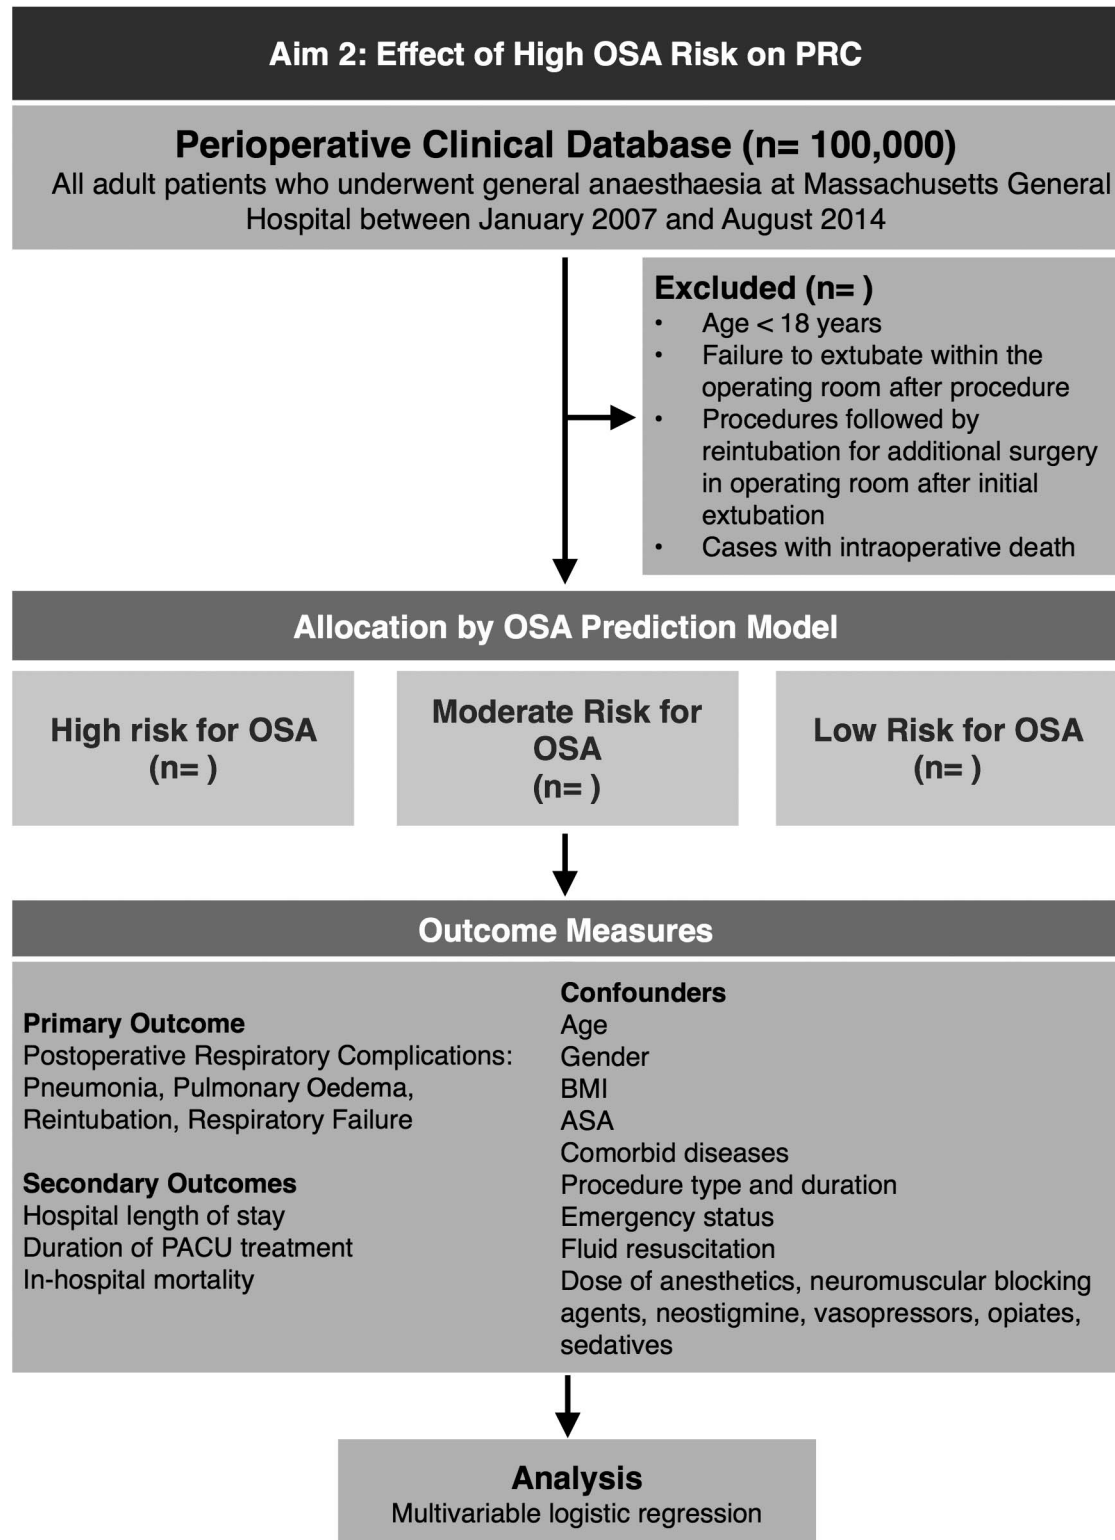 Aim 2: Effect of High OSA Risk on PRC
Perioperative Clinical Database (n= 100,000)
All adult patients who underwent general anaesthaesia at Massachusetts General
Hospital between January 2007 and August 2014
Excluded (n= )
• Age < 18 years
• Failure to extubate within the
operating room after procedure
• Procedures followed by
reintubation for additional surgery
in operating room after initial
extubation
• Cases with intraoperative death
Allocation by OSA Prediction Model
High risk for OSA
(n= )
Moderate Risk for
OSA
(n= )
Low Risk for OSA
(n= )
Outcome Measures
Primary Outcome
Postoperative Respiratory Complications:
Pneumonia, Pulmonary Oedema,
Reintubation, Respiratory Failure
Secondary Outcomes
Hospital length of stay
Duration of PACU treatment
In-hospital mortality
Confounders
Age
Gender
BMI
ASA
Comorbid diseases
Procedure type and duration
Emergency status
Fluid resuscitation
Dose of anesthetics, neuromuscular blocking
agents, neostigmine, vasopressors, opiates,
sedatives
Analysis
Multivariable logistic regression